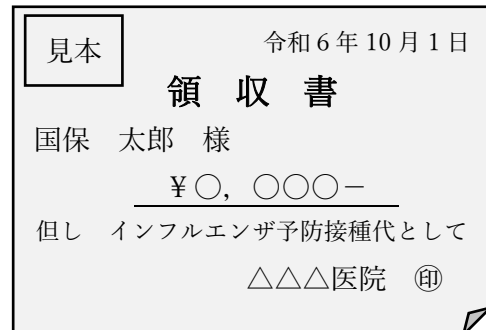 見本
令和６年10月１日
領　収　書
国保　太郎　様
￥○，○○○－
但し　インフルエンザ予防接種代として
△△△医院　㊞